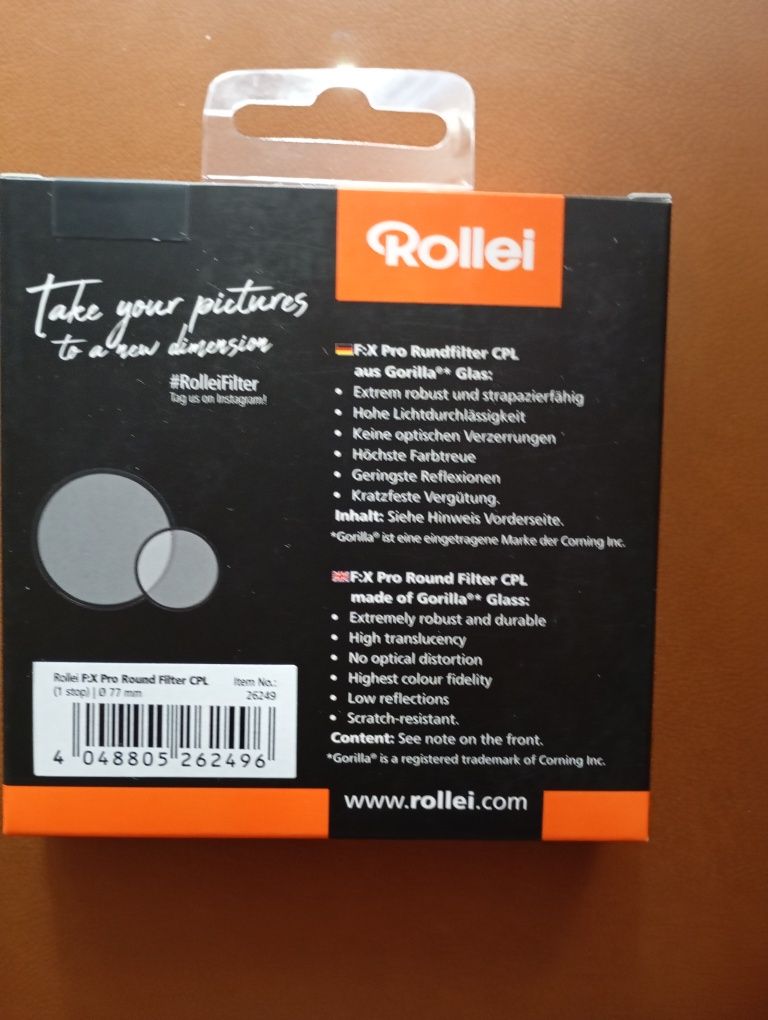 Rollei
Take your pictures
to a new dimension
#RolleiFilter
Tag us on Instagram!
F:X Pro Rundfilter CPL
aus Gorilla®* Glas:
• Extrem robust und strapazierfähig
• Hohe Lichtdurchlässigkeit
• Keine optischen Verzerrungen
• Höchste Farbtreue
• Geringste Reflexionen
• Kratzfeste Vergütung.
Inhalt: Siehe Hinweis Vorderseite.
*Gorilla® ist eine eingetragene Marke der Corning Inc.
F:X Pro Round Filter CPL
made of Gorilla®* Glass:
• Extremely robust and durable
• High translucency
• No optical distortion
• Highest colour fidelity
• Low reflections
• Scratch-resistant.
Content: See note on the front.
*Gorilla® is a registered trademark of Corning Inc.
Rollei F:X Pro Round Filter CPL Item No.:
(1 stop) | Ø 77 mm 26249
4 048805 262496
www.rollei.com